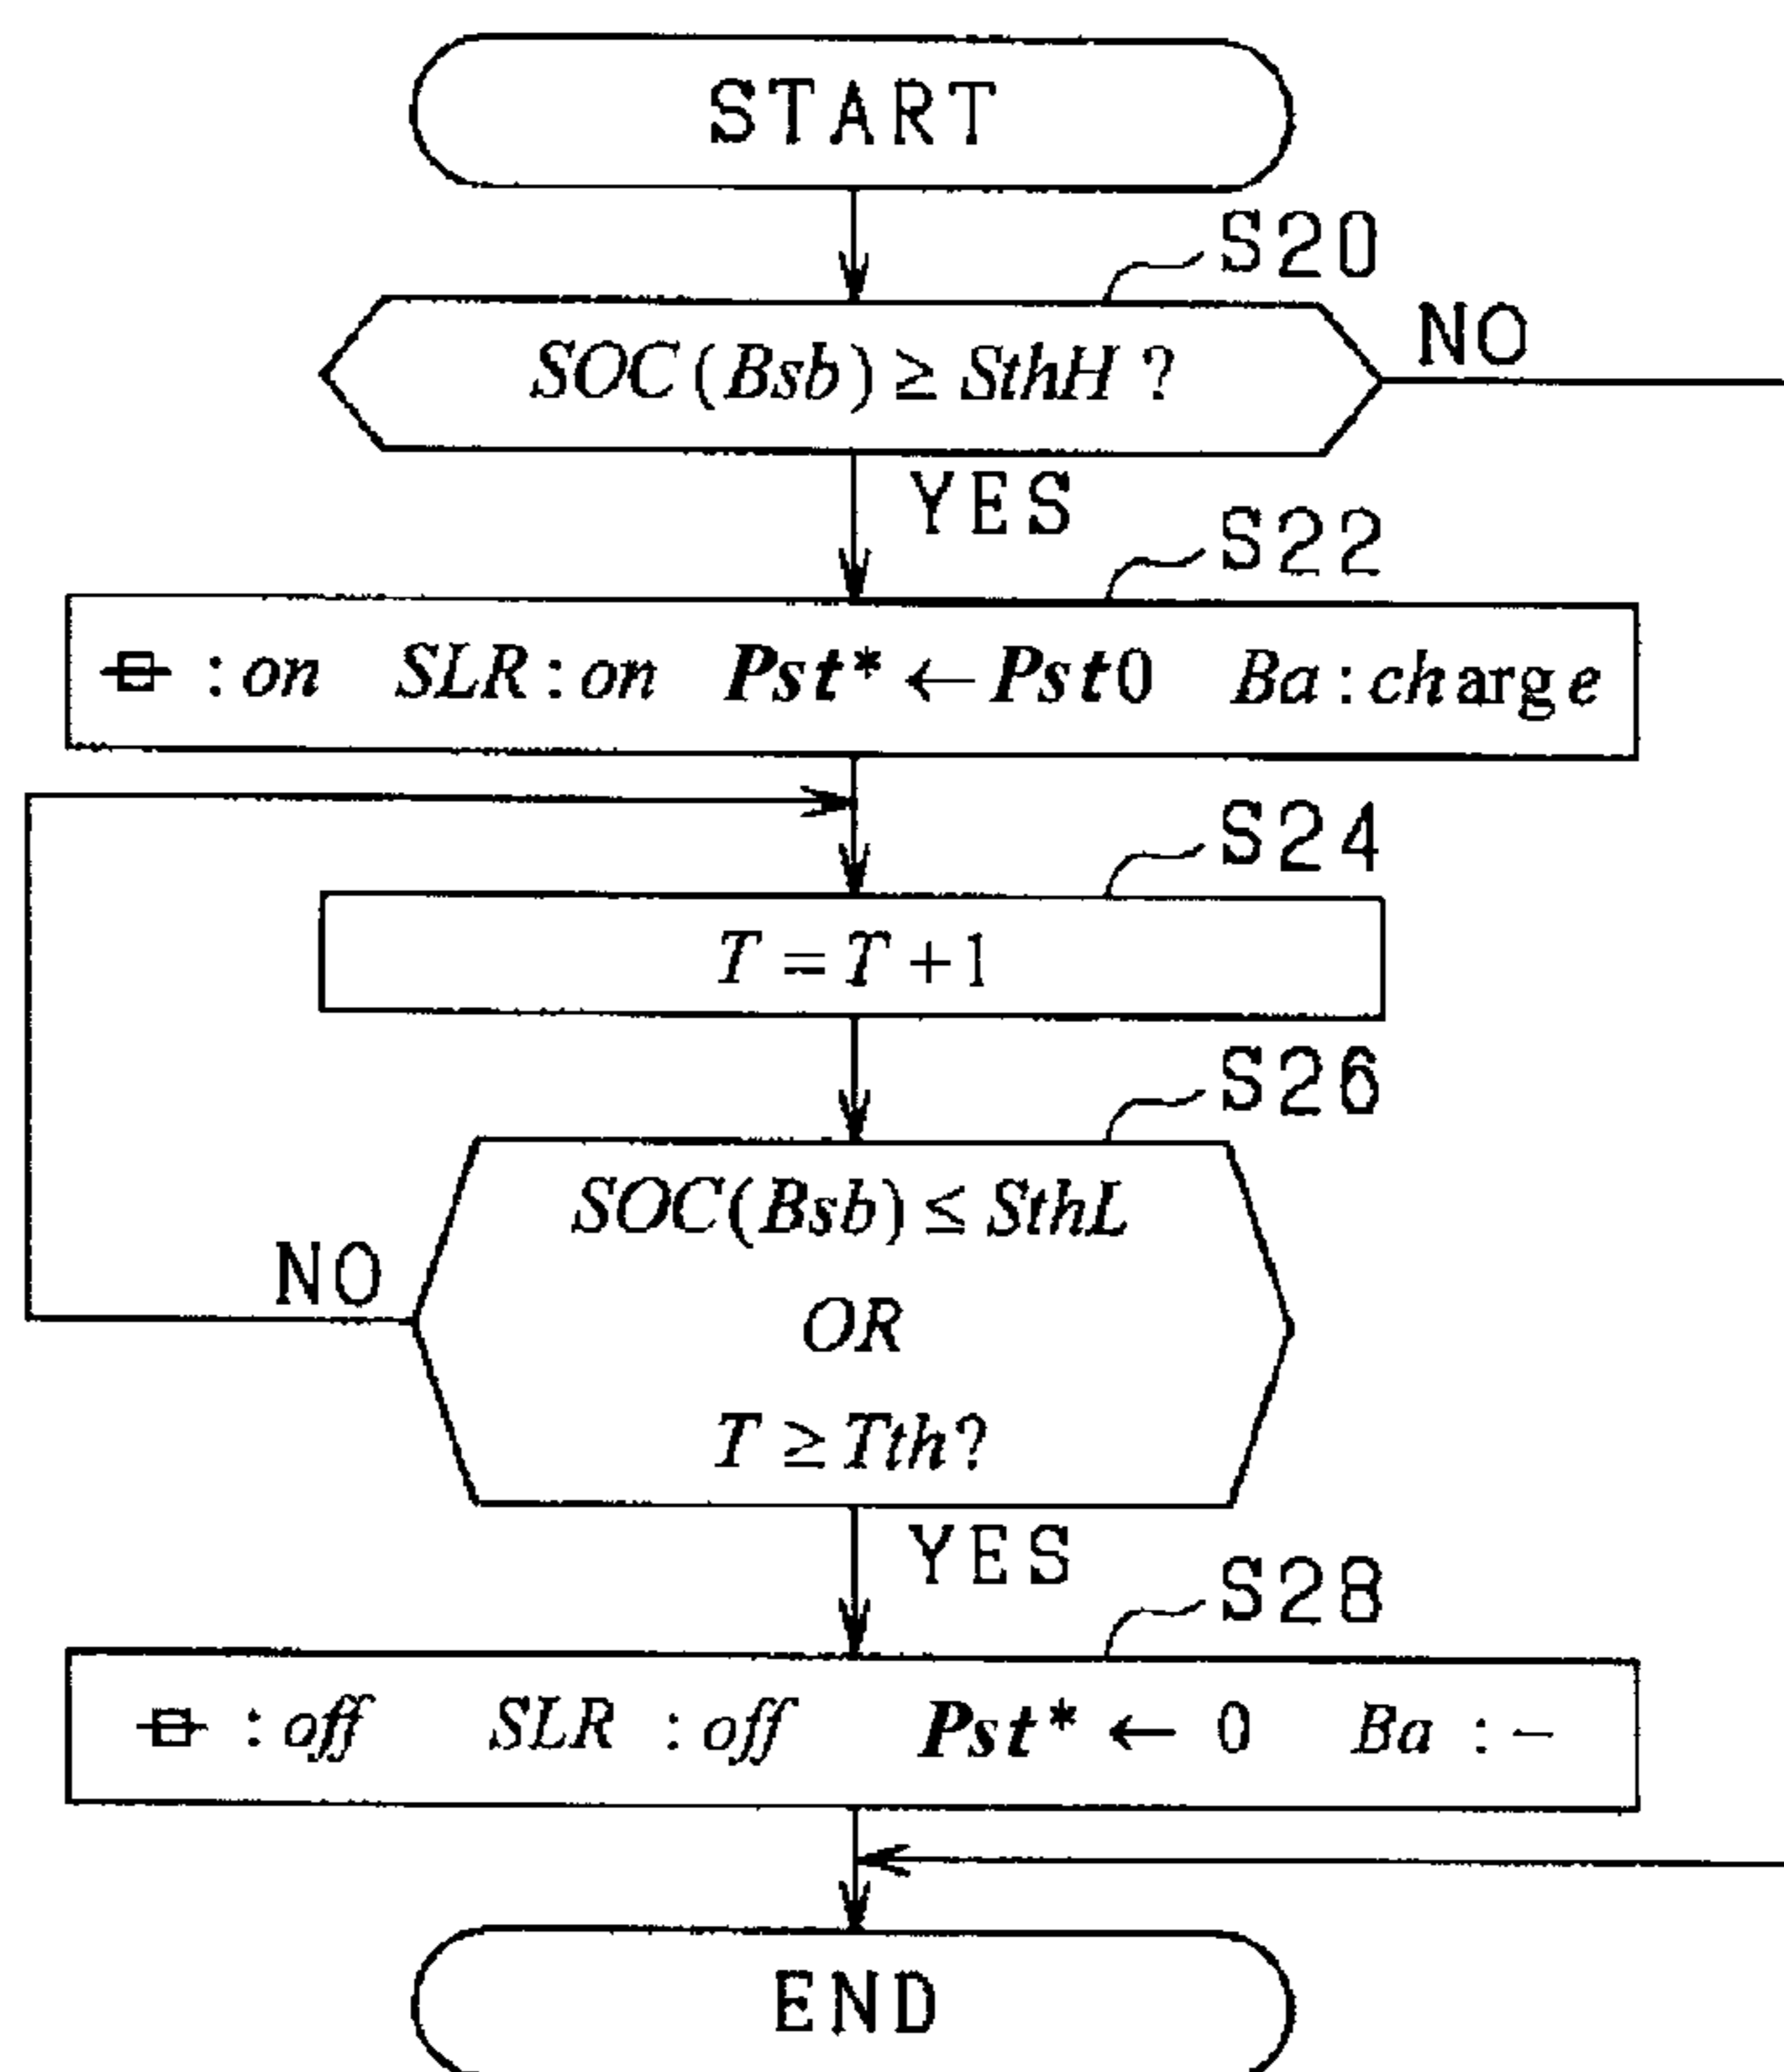 START
S20
SOC(Bsb) ≥ SthH ?
NO
YES
S22
:on SLR:on Pst* ← Pst0 Ba:charge
S24
T = T + 1
S26
SOC(Bsb) ≤ SthL
OR
T ≥ Tth?
NO
YES
S28
:off SLR :off Pst* ← 0 Ba :−
END